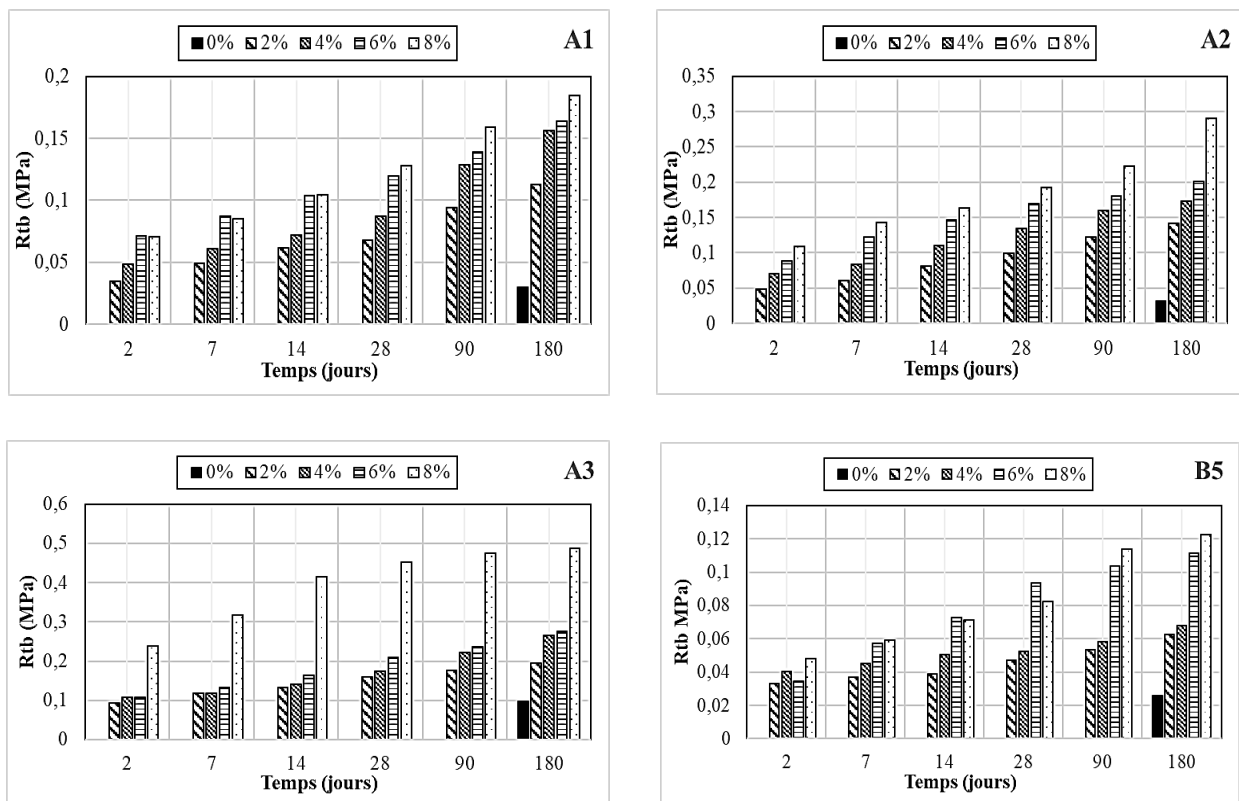 A1
0% 2% 4% 6% 8%
Rtb (MPa)
0,2
0,15
0,1
0,05
0
2 7 14 28 90 180
Temps (jours)
A2
0% 2% 4% 6% 8%
Rtb (MPa)
0,35
0,3
0,25
0,2
0,15
0,1
0,05
0
2 7 14 28 90 180
Temps (jours)
A3
0% 2% 4% 6% 8%
Rtb (MPa)
0,6
0,5
0,4
0,3
0,2
0,1
0
2 7 14 28 90 180
Temps (jours)
B5
0% 2% 4% 6% 8%
Rtb MPa)
0,14
0,12
0,1
0,08
0,06
0,04
0,02
0
2 7 14 28 90 180
Temps (jours)